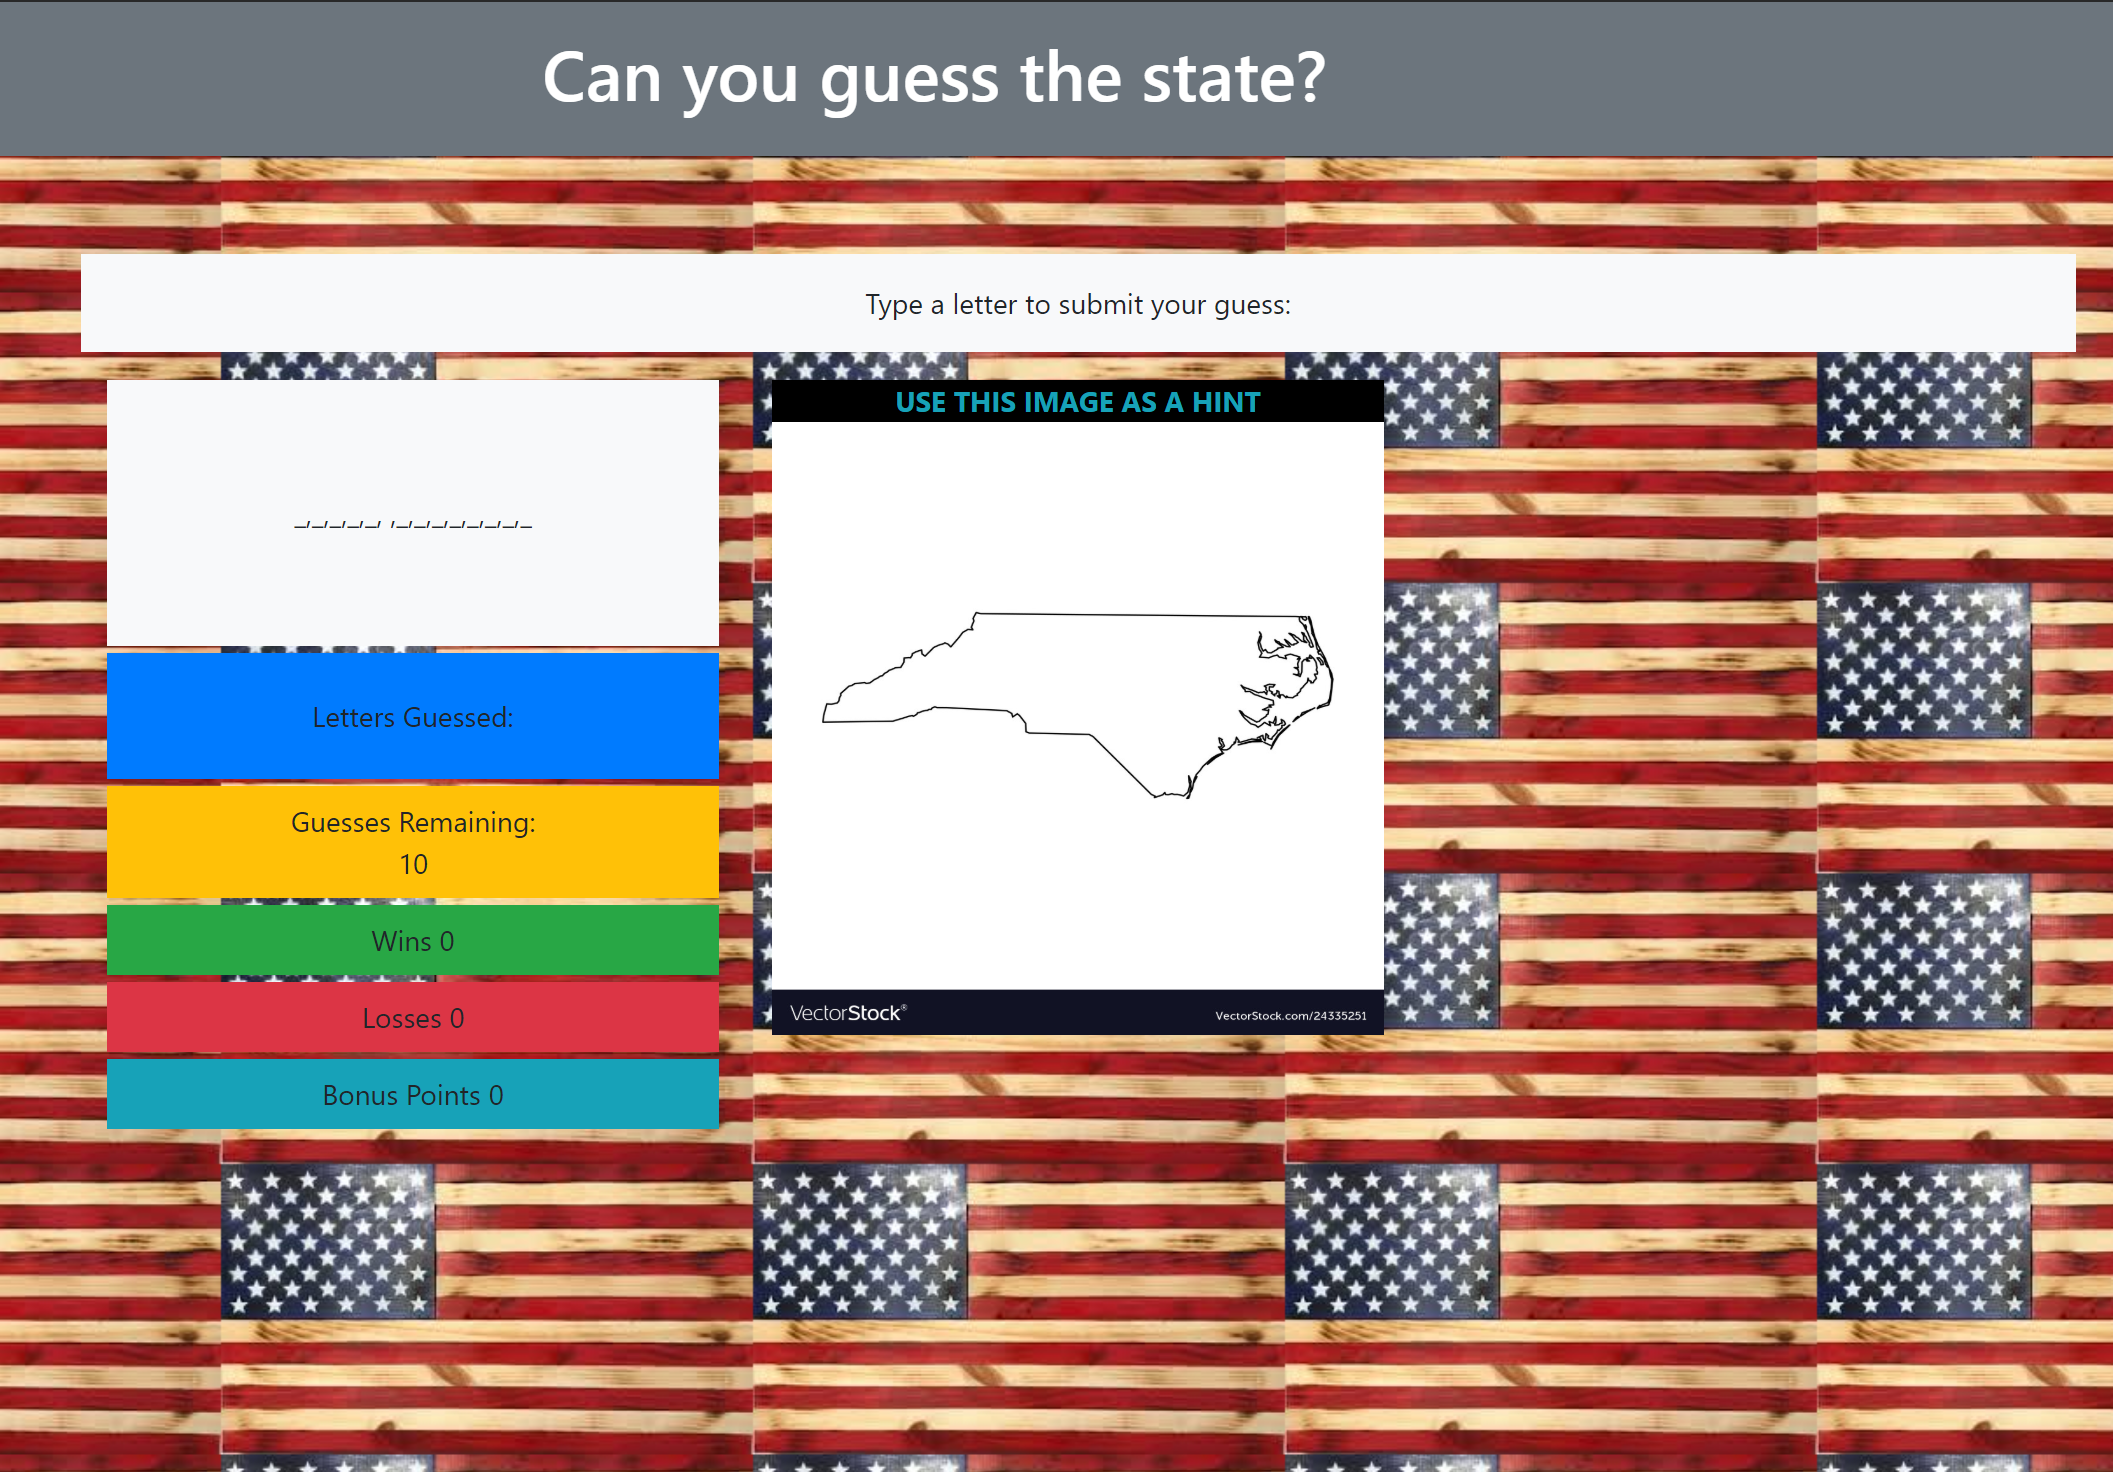 Can you guess the state?
Type a letter to submit your guess:
_,_,_,_,_, ,_,_,_,_,_,_,_,_
USE THIS IMAGE AS A HINT
Letters Guessed:
Guesses Remaining:
10
Wins 0
Losses 0
Bonus Points 0
VectorStock®
VectorStock.com/24335251